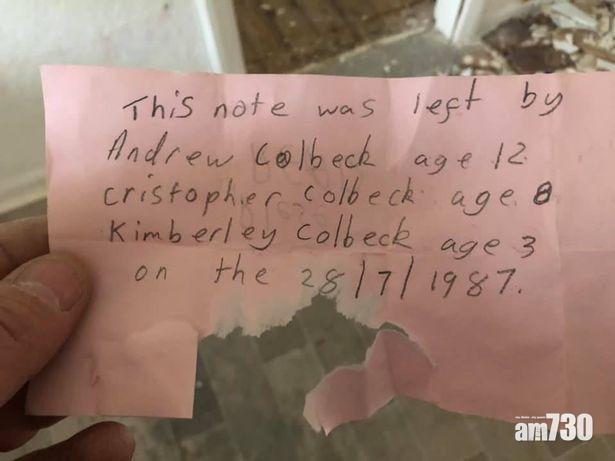 This note was left by
Andrew Colbeck age 12
cristopher colbeck age 8
Kimberley colbeck age 3
on the 28/7/1987.
am730